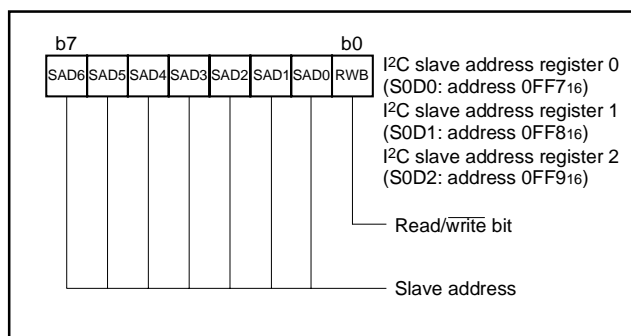 b7 b0
SAD6 SAD5 SAD4 SAD3 SAD2 SAD1 SAD0 RWB
I²C slave address register 0
(S0D0: address 0FF7₁₆)
I²C slave address register 1
(S0D1: address 0FF8₁₆)
I²C slave address register 2
(S0D2: address 0FF9₁₆)
Read/w̅r̅i̅t̅e̅ bit
Slave address